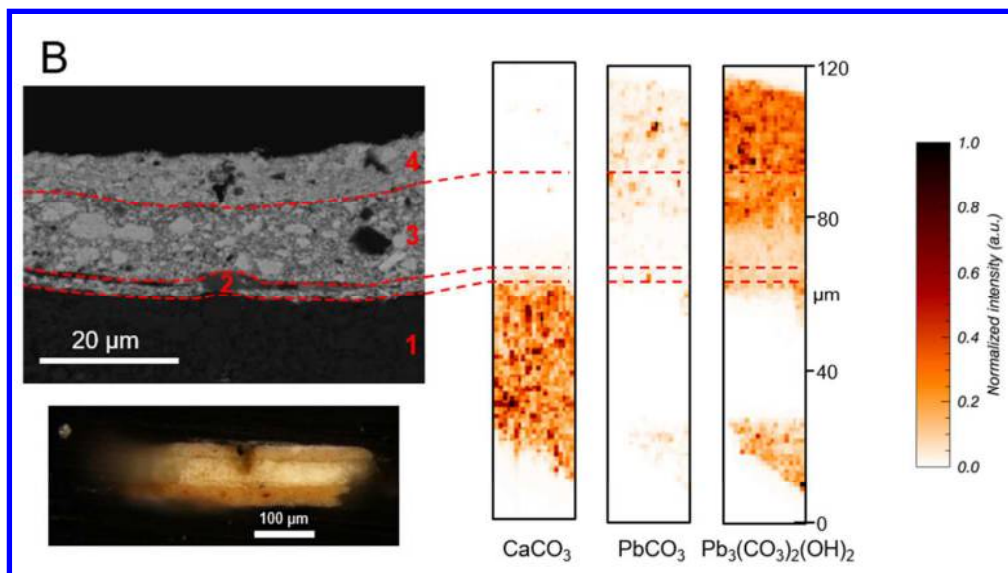 B
4
3
2
1
20 µm
100 µm
CaCO₃
PbCO₃
Pb₃(CO₃)₂(OH)₂
120
80
µm
40
0
1.0
0.8
0.6
0.4
0.2
0.0
Normalized intensity (a.u.)